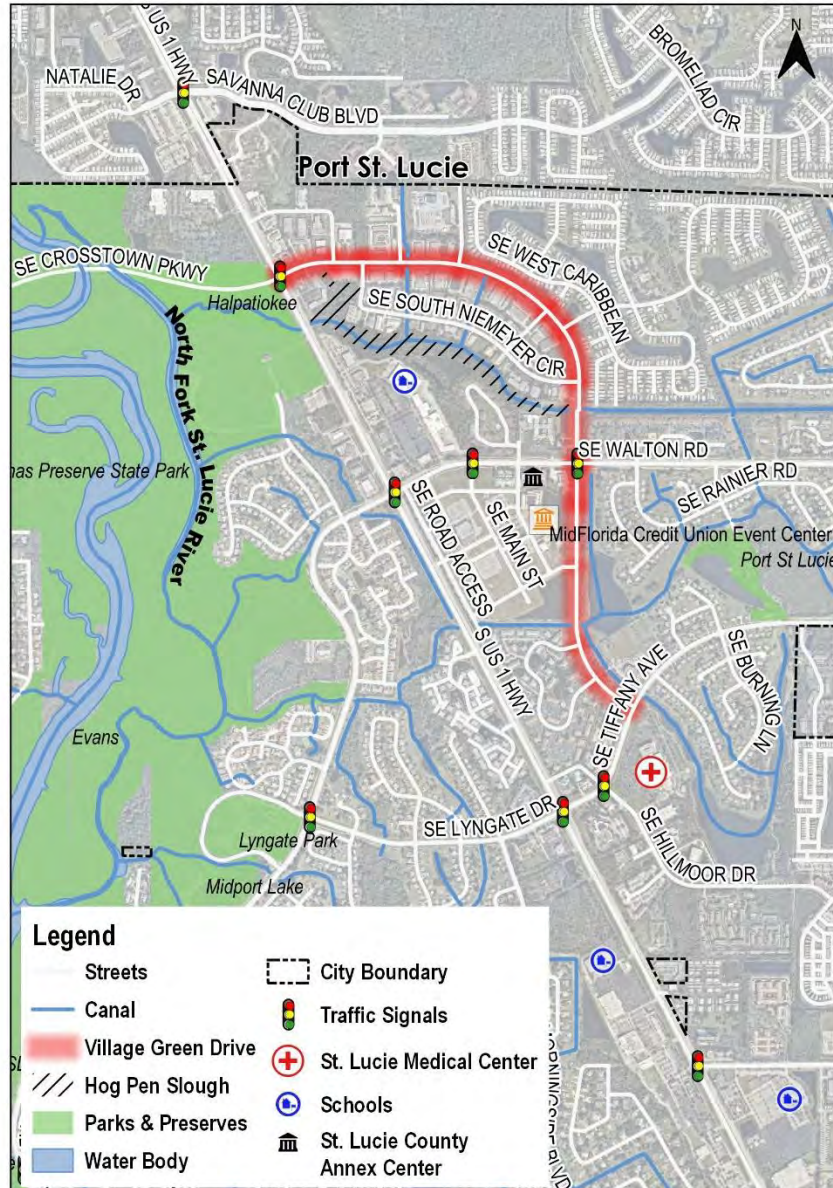 N
S US 1 HWY
NATALIE DR
SAVANNA CLUB BLVD
BROMELIAD CIR
Port St. Lucie
SE CROSSTOWN PKWY
Halpatiokee
SE WEST CARIBBEAN
SE SOUTH NIEMEYER CIR
North Fork St. Lucie River
nas Preserve State Park
SE WALTON RD
SE RAINIER RD
SE ROAD ACCESS
SE MAIN ST
MidFlorida Credit Union Event Center
Port St Lucie
S US 1 HWY
SE TIFFANY AVE
SE BURNING LN
Evans
SE LYNGATE DR
Lyngate Park
SE HILLMOOR DR
Midport Lake
Legend
Streets
Canal
Village Green Drive
Hog Pen Slough
Parks & Preserves
Water Body
City Boundary
Traffic Signals
St. Lucie Medical Center
Schools
St. Lucie County
Annex Center